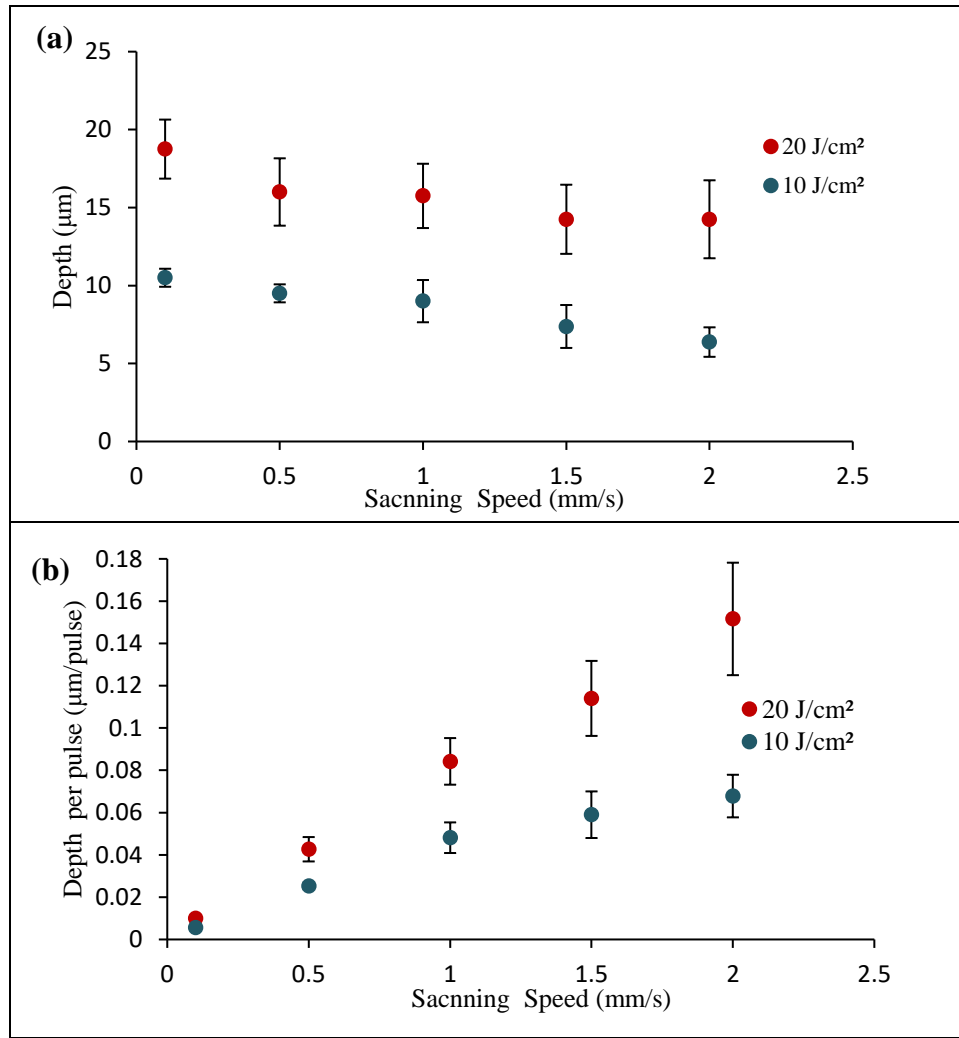 (a)
25
20
15
10
5
0
Depth (µm)
20 J/cm²
10 J/cm²
0 0.5 1 1.5 2 2.5
Sacnning Speed (mm/s)
(b)
0.18
0.16
0.14
0.12
0.1
0.08
0.06
0.04
0.02
0
Depth per pulse (µm/pulse)
20 J/cm²
10 J/cm²
0 0.5 1 1.5 2 2.5
Sacnning Speed (mm/s)